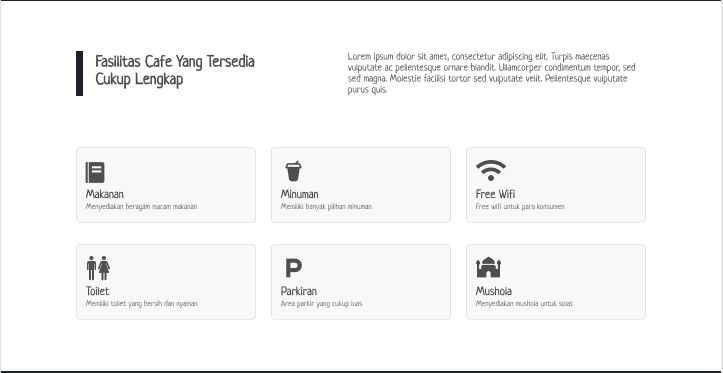 Fasilitas Cafe Yang Tersedia
Cukup Lengkap
Lorem ipsum dolor sit amet, consectetur adipiscing elit. Turpis maecenas
vulputate ac pellentesque ornare blandit. Ullamcorper condimentum tempor, sed
sed magna. Molestie facilisi tortor sed vulputate velit. Pellentesque vulputate
purus quis.
Makanan
Menyediakan beragam macam makanan
Minuman
Memiliki banyak pilihan minuman
Free Wifi
Free wifi untuk para konsumen
Toilet
Memiliki toilet yang bersih dan nyaman
P
Parkiran
Area parkir yang cukup luas
Mushola
Menyediakan mushola untuk solat